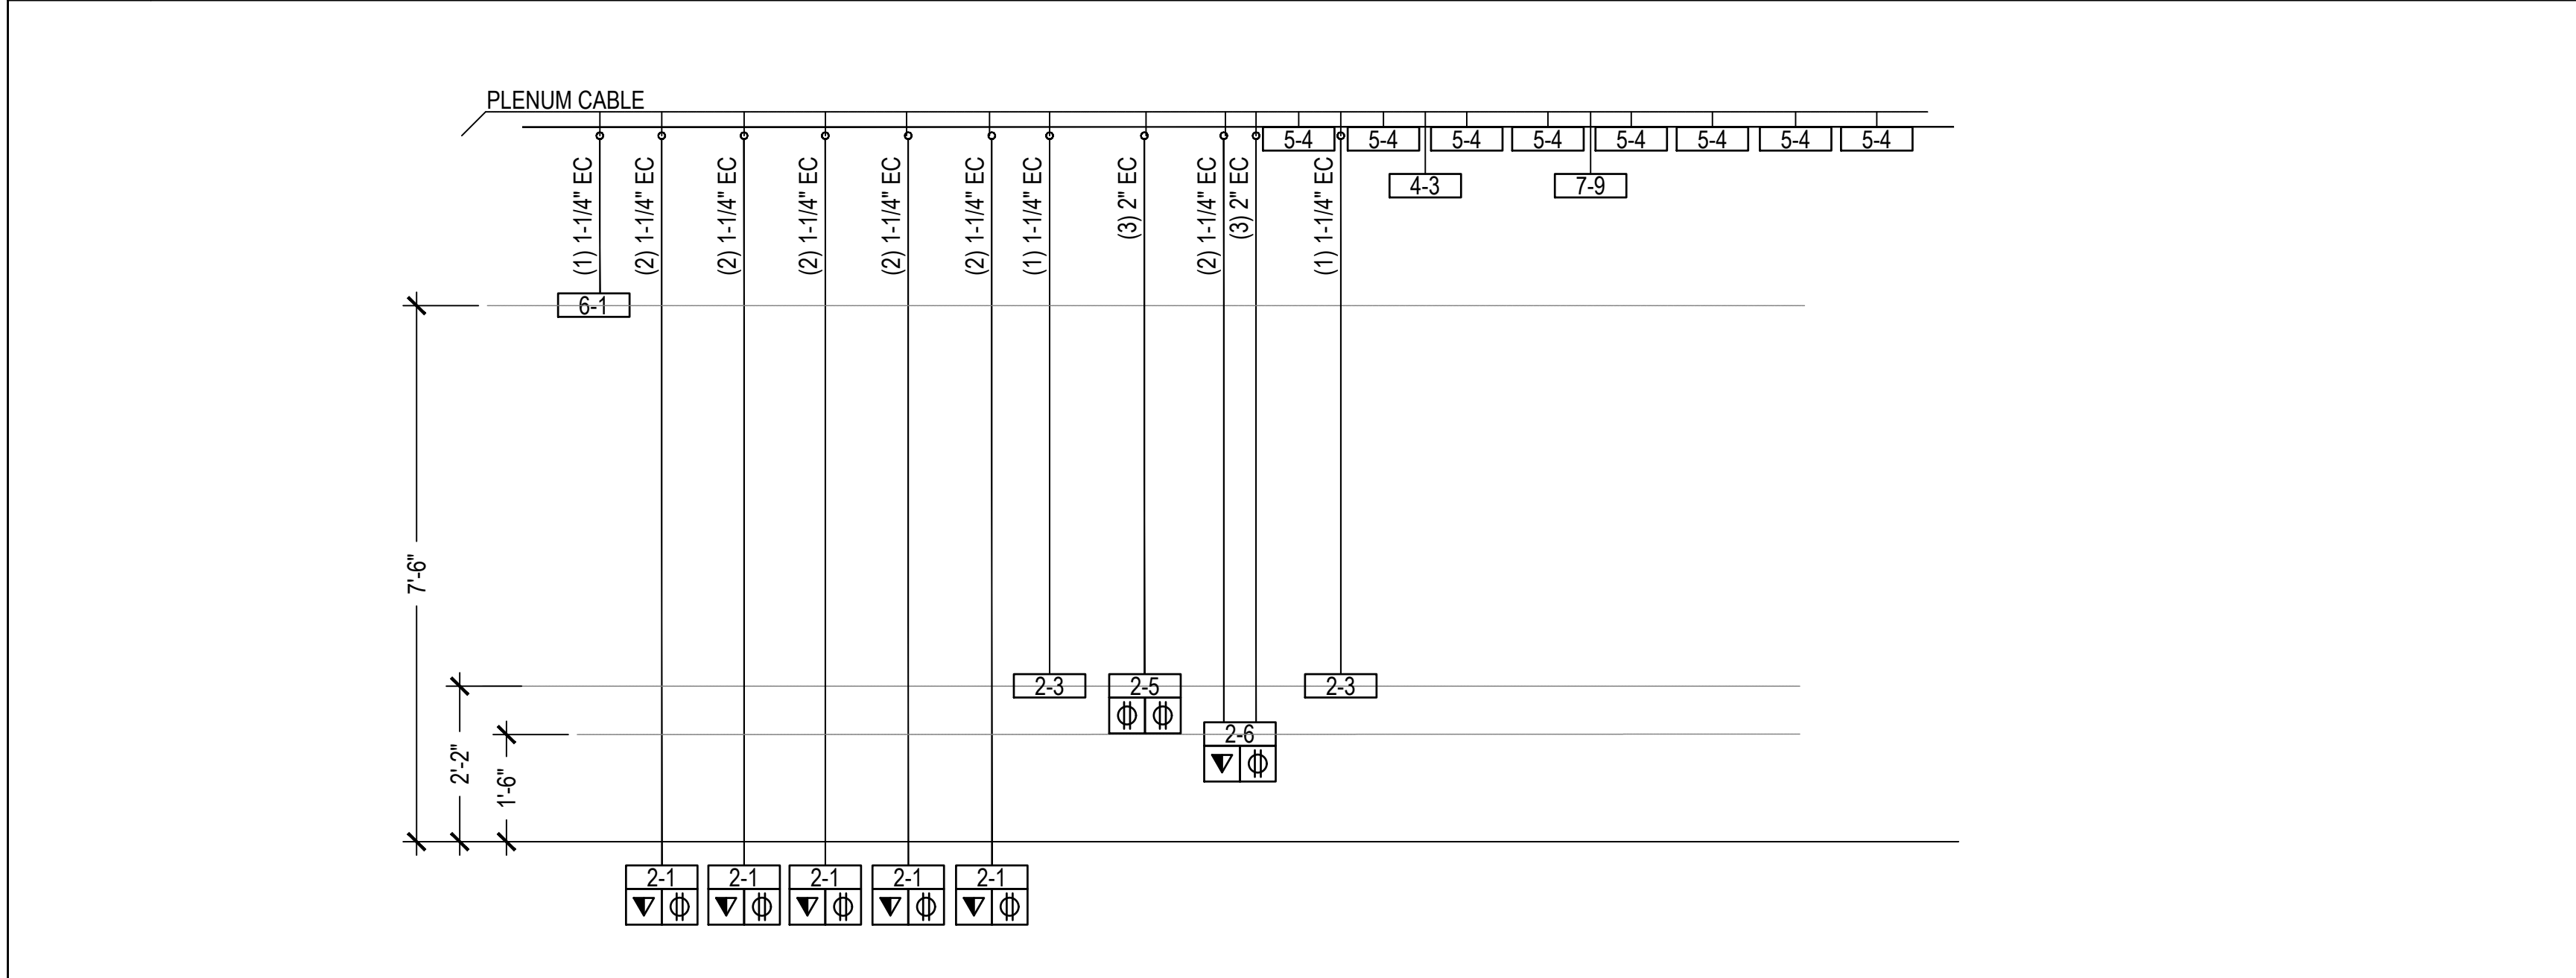 PLENUM CABLE
5-4
5-4
5-4
5-4
5-4
5-4
5-4
5-4
4-3
7-9
(1) 1-1/4" EC
(2) 1-1/4" EC
(2) 1-1/4" EC
(2) 1-1/4" EC
(2) 1-1/4" EC
(2) 1-1/4" EC
(1) 1-1/4" EC
(3) 2" EC
(2) 1-1/4" EC
(3) 2" EC
(1) 1-1/4" EC
6-1
7'-6"
2-3
2-5
2-3
2-6
2'-2"
1'-6"
2-1
2-1
2-1
2-1
2-1